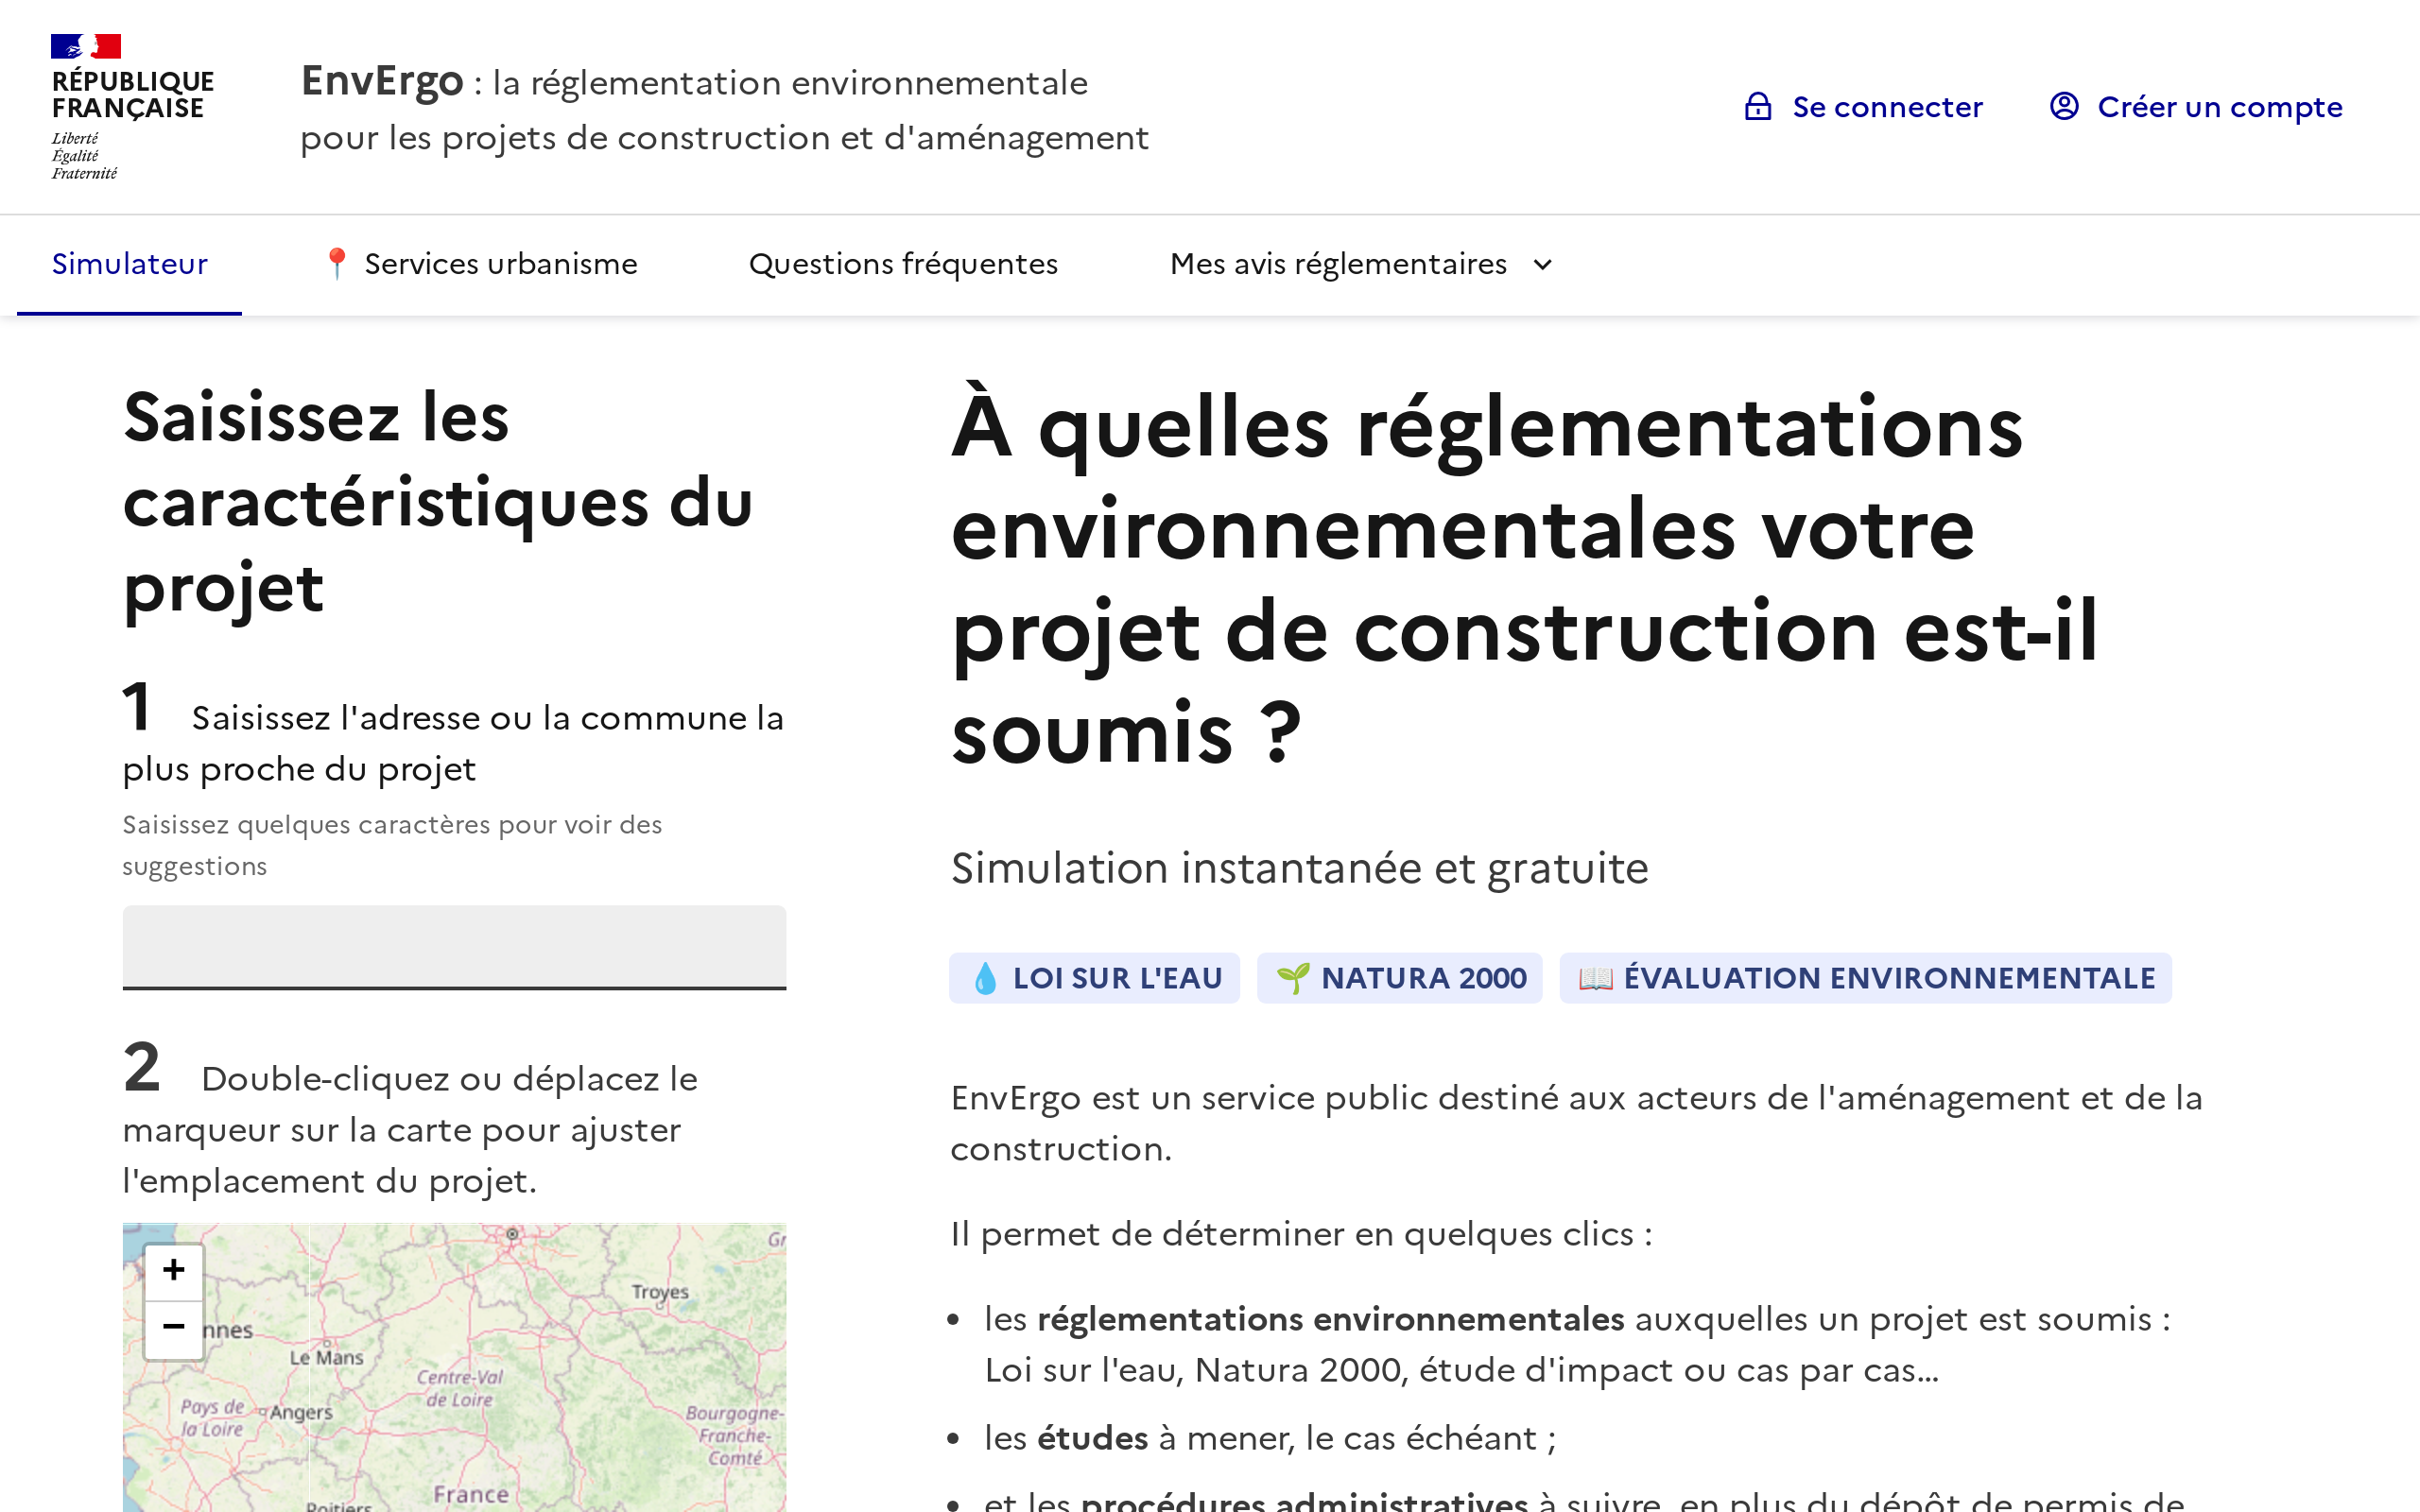 RÉPUBLIQUE
FRANÇAISE
Liberté
Égalité
Fraternité
EnvErgo : la réglementation environnementale
pour les projets de construction et d'aménagement
Se connecter
Créer un compte
Simulateur
📍 Services urbanisme
Questions fréquentes
Mes avis réglementaires
Saisissez les
caractéristiques du
projet
1 Saisissez l'adresse ou la commune la
plus proche du projet
Saisissez quelques caractères pour voir des
suggestions
2 Double-cliquez ou déplacez le
marqueur sur la carte pour ajuster
l'emplacement du projet.
+
−
Gr
Troyes
nnes
Le Mans
Centre-Val
de Loire
Pays de
la Loire
Angers
Bourgogne-
Franche-
Comté
Poitiers
France
À quelles réglementations
environnementales votre
projet de construction est-il
soumis ?
Simulation instantanée et gratuite
💧 LOI SUR L'EAU
🌱 NATURA 2000
📖 ÉVALUATION ENVIRONNEMENTALE
EnvErgo est un service public destiné aux acteurs de l'aménagement et de la
construction.
Il permet de déterminer en quelques clics :
• les réglementations environnementales auxquelles un projet est soumis :
Loi sur l'eau, Natura 2000, étude d'impact ou cas par cas...
• les études à mener, le cas échéant ;
• et les procédures administratives à suivre, en plus du dépôt de permis de